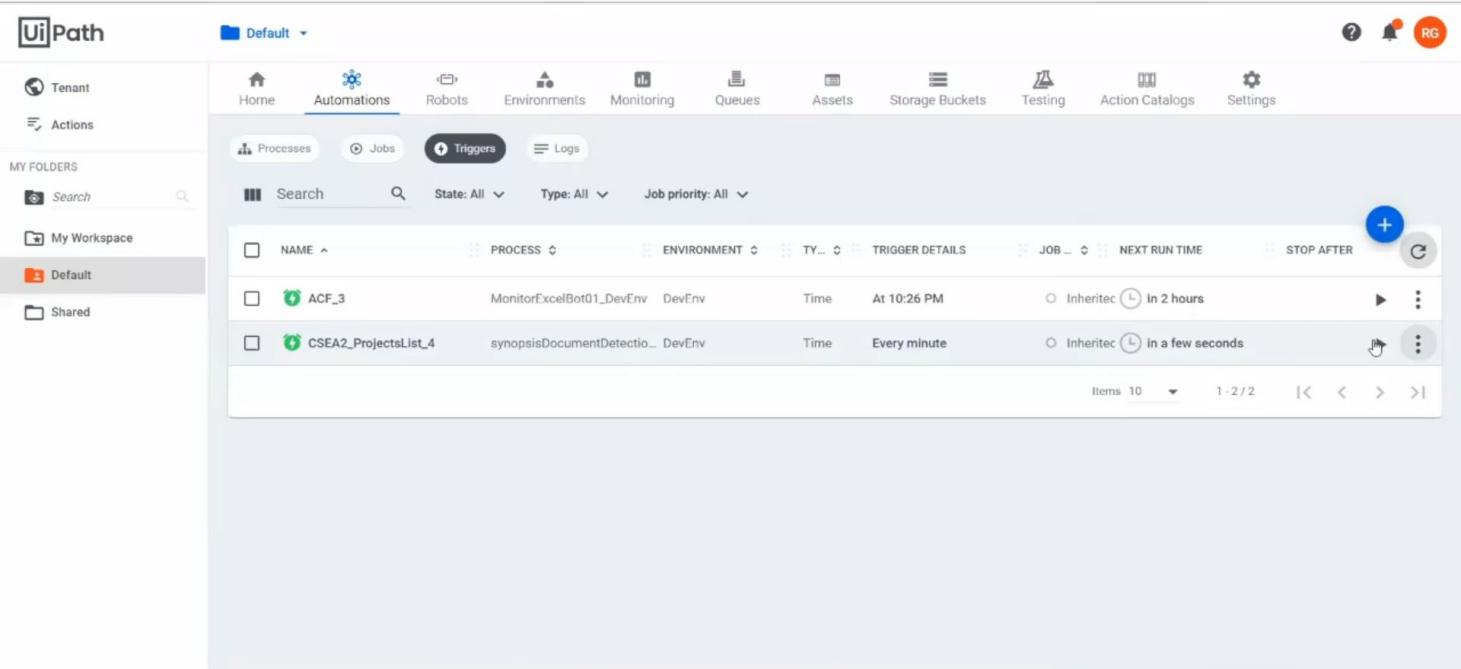 UiPath
Default
RG
Tenant
Actions
MY FOLDERS
Search
My Workspace
Default
Shared
Home Automations Robots Environments Monitoring Queues Assets Storage Buckets Testing Action Catalogs Settings
Processes Jobs Triggers Logs
Search State: All Type: All Job priority: All
NAME PROCESS ENVIRONMENT TY... TRIGGER DETAILS JOB ... NEXT RUN TIME STOP AFTER
ACF_3 MonitorExcelBot01_DevEnv DevEnv Time At 10:26 PM Inheritec in 2 hours
CSEA2_ProjectsList_4 synopsisDocumentDetectio... DevEnv Time Every minute Inheritec in a few seconds
Items 10 1 - 2 / 2